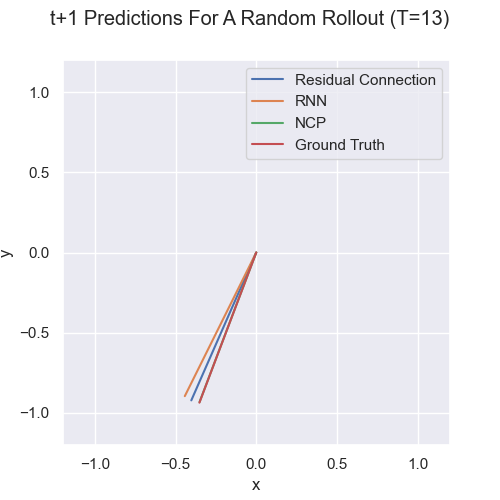 t+1 Predictions For A Random Rollout (T=13)
Residual Connection
RNN
NCP
Ground Truth
1.0
0.5
0.0
−0.5
−1.0
y
−1.0 −0.5 0.0 0.5 1.0
x